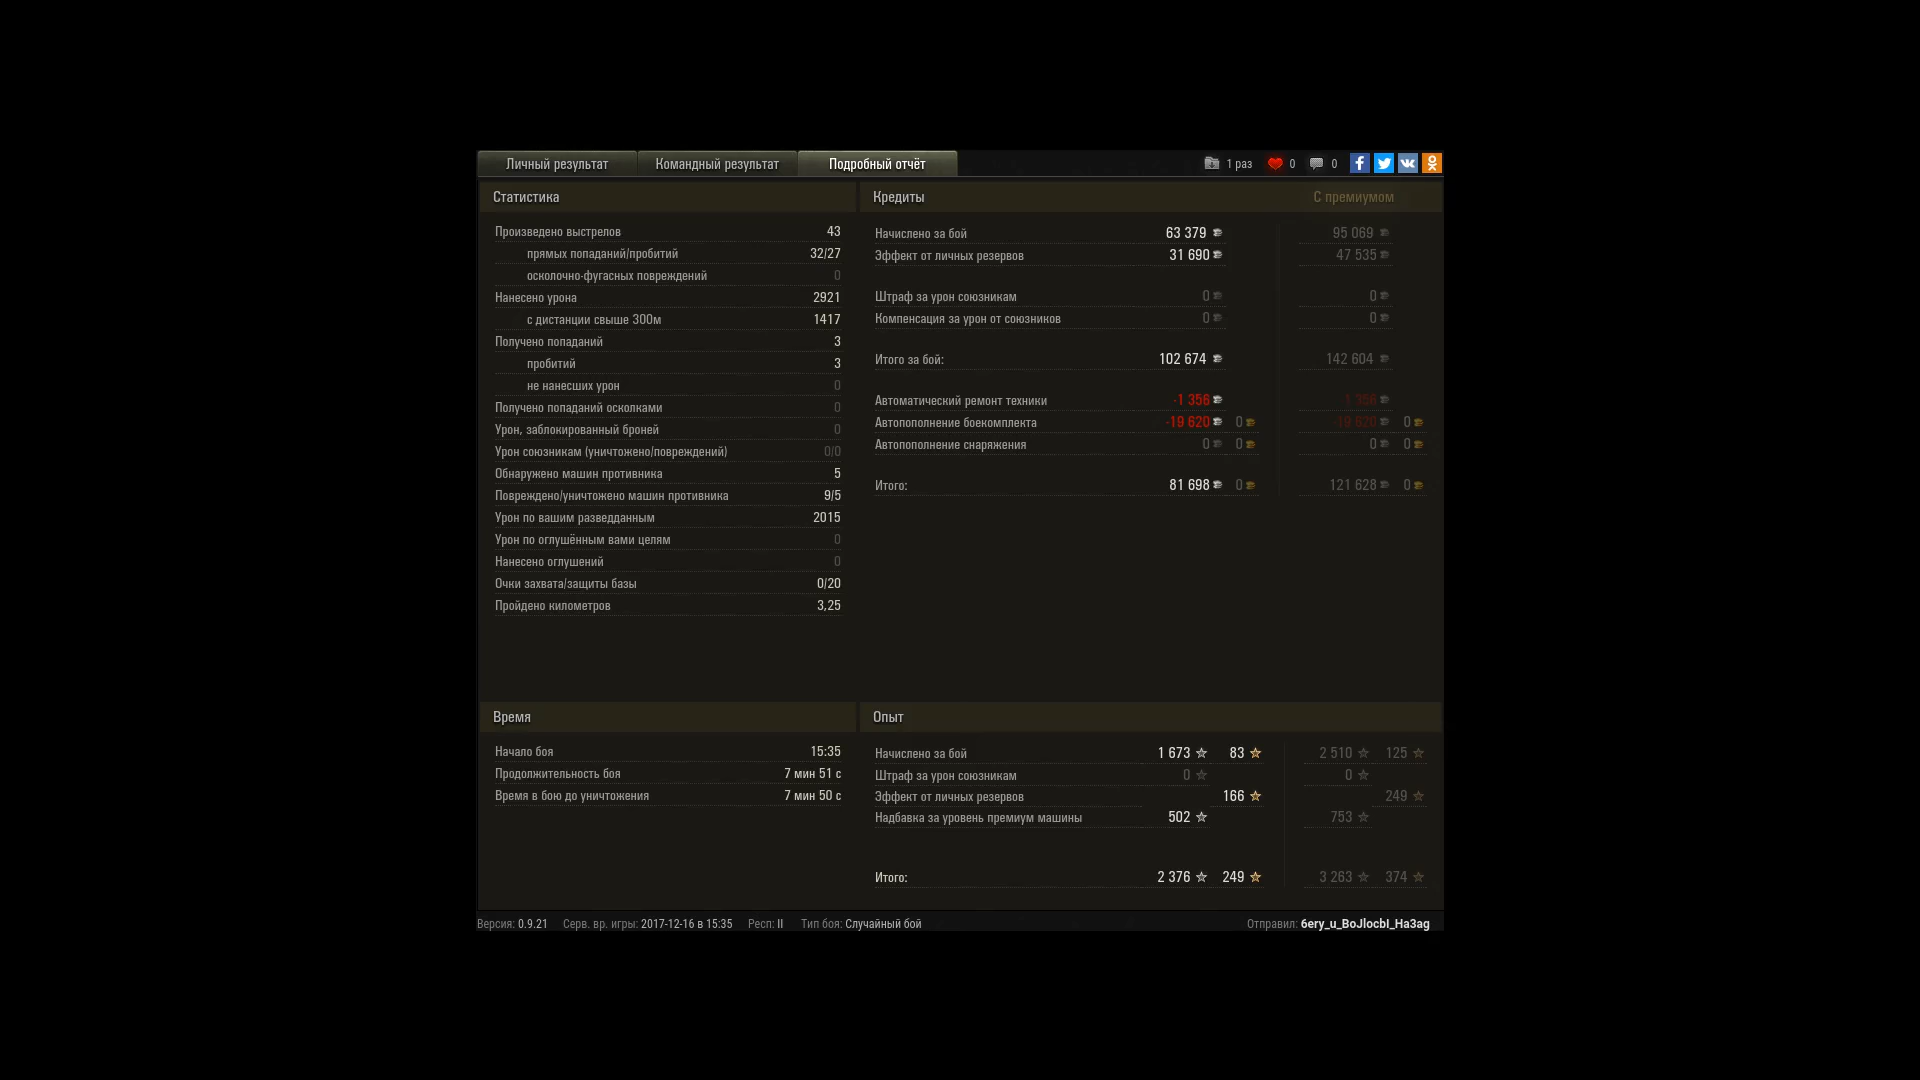 Личный результат Командный результат Подробный отчёт 1 раз 0 0
Статистика
Произведено выстрелов 43
прямых попаданий/пробитий 32/27
осколочно-фугасных повреждений 0
Нанесено урона 2921
с дистанции свыше 300м 1417
Получено попаданий 3
пробитий 3
не нанесших урон 0
Получено попаданий осколками 0
Урон, заблокированный броней 0
Урон союзникам (уничтожено/повреждений) 0/0
Обнаружено машин противника 5
Повреждено/уничтожено машин противника 9/5
Урон по вашим разведданным 2015
Урон по оглушённым вами целям 0
Нанесено оглушений 0
Очки захвата/защиты базы 0/20
Пройдено километров 3,25
Кредиты С премиумом
Начислено за бой 63 379 95 069
Эффект от личных резервов 31 690 47 535
Штраф за урон союзникам 0 0
Компенсация за урон от союзников 0 0
Итого за бой: 102 674 142 604
Автоматический ремонт техники -1 356 -1 356
Автопополнение боекомплекта -19 620 0 -19 620 0
Автопополнение снаряжения 0 0 0 0
Итого: 81 698 0 121 628 0
Время
Начало боя 15:35
Продолжительность боя 7 мин 51 с
Время в бою до уничтожения 7 мин 50 с
Опыт
Начислено за бой 1 673 83 2 510 125
Штраф за урон союзникам 0 0
Эффект от личных резервов 166 249
Надбавка за уровень премиум машины 502 753
Итого: 2 376 249 3 263 374
Версия: 0.9.21 Серв. вр. игры: 2017-12-16 в 15:35 Респ: II Тип боя: Случайный бой Отправил: 6ery_u_BoJlocbI_Ha3ag